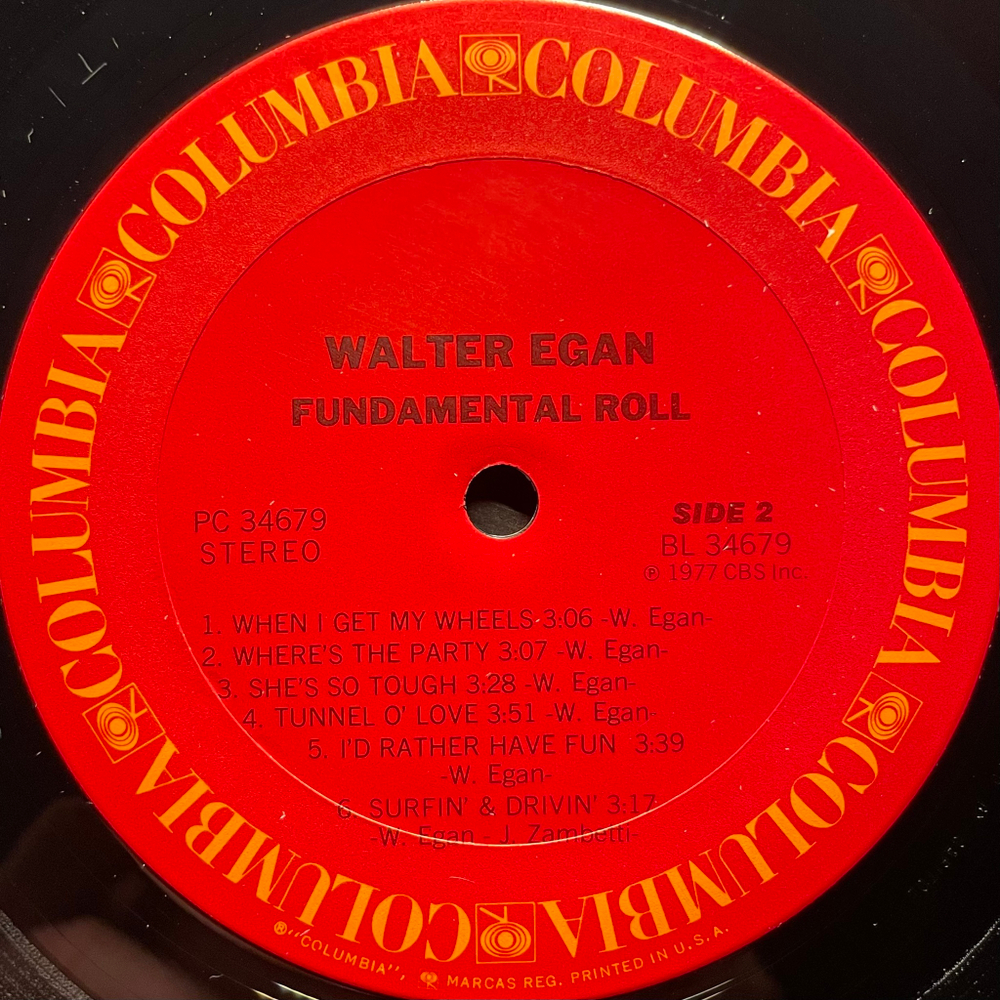 COLUMBIA COLUMBIA COLUMBIA COLUMBIA COLUMBIA COLUMBIA
WALTER EGAN
FUNDAMENTAL ROLL
PC 34679
STEREO
SIDE 2
BL 34679
℗ 1977 CBS Inc.
1. WHEN I GET MY WHEELS 3:06 -W. Egan-
2. WHERE'S THE PARTY 3:07 -W. Egan-
3. SHE'S SO TOUGH 3:28 -W. Egan-
4. TUNNEL O' LOVE 3:51 -W. Egan-
5. I'D RATHER HAVE FUN 3:39
-W. Egan-
6. SURFIN' & DRIVIN' 3:17
-W. Egan - J. Zambetti-
®"COLUMBIA", MARCAS REG. PRINTED IN U.S.A.